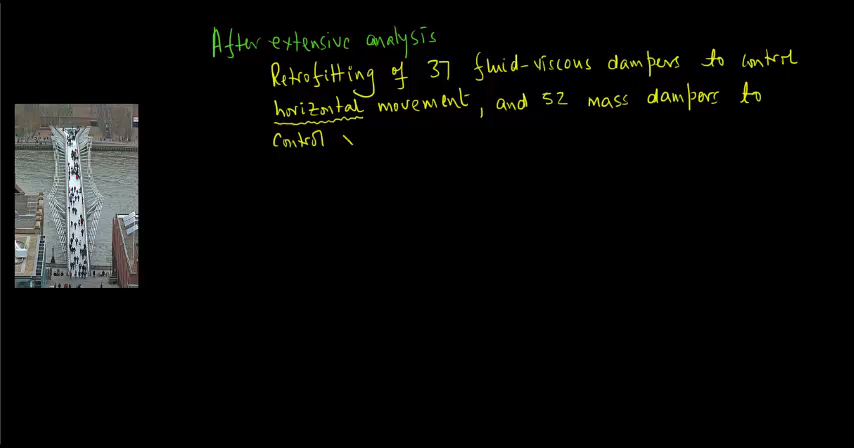 After extensive analysis
Retrofitting of 37 fluid-viscous dampers to control
horizontal movement, and 52 mass dampers to
control